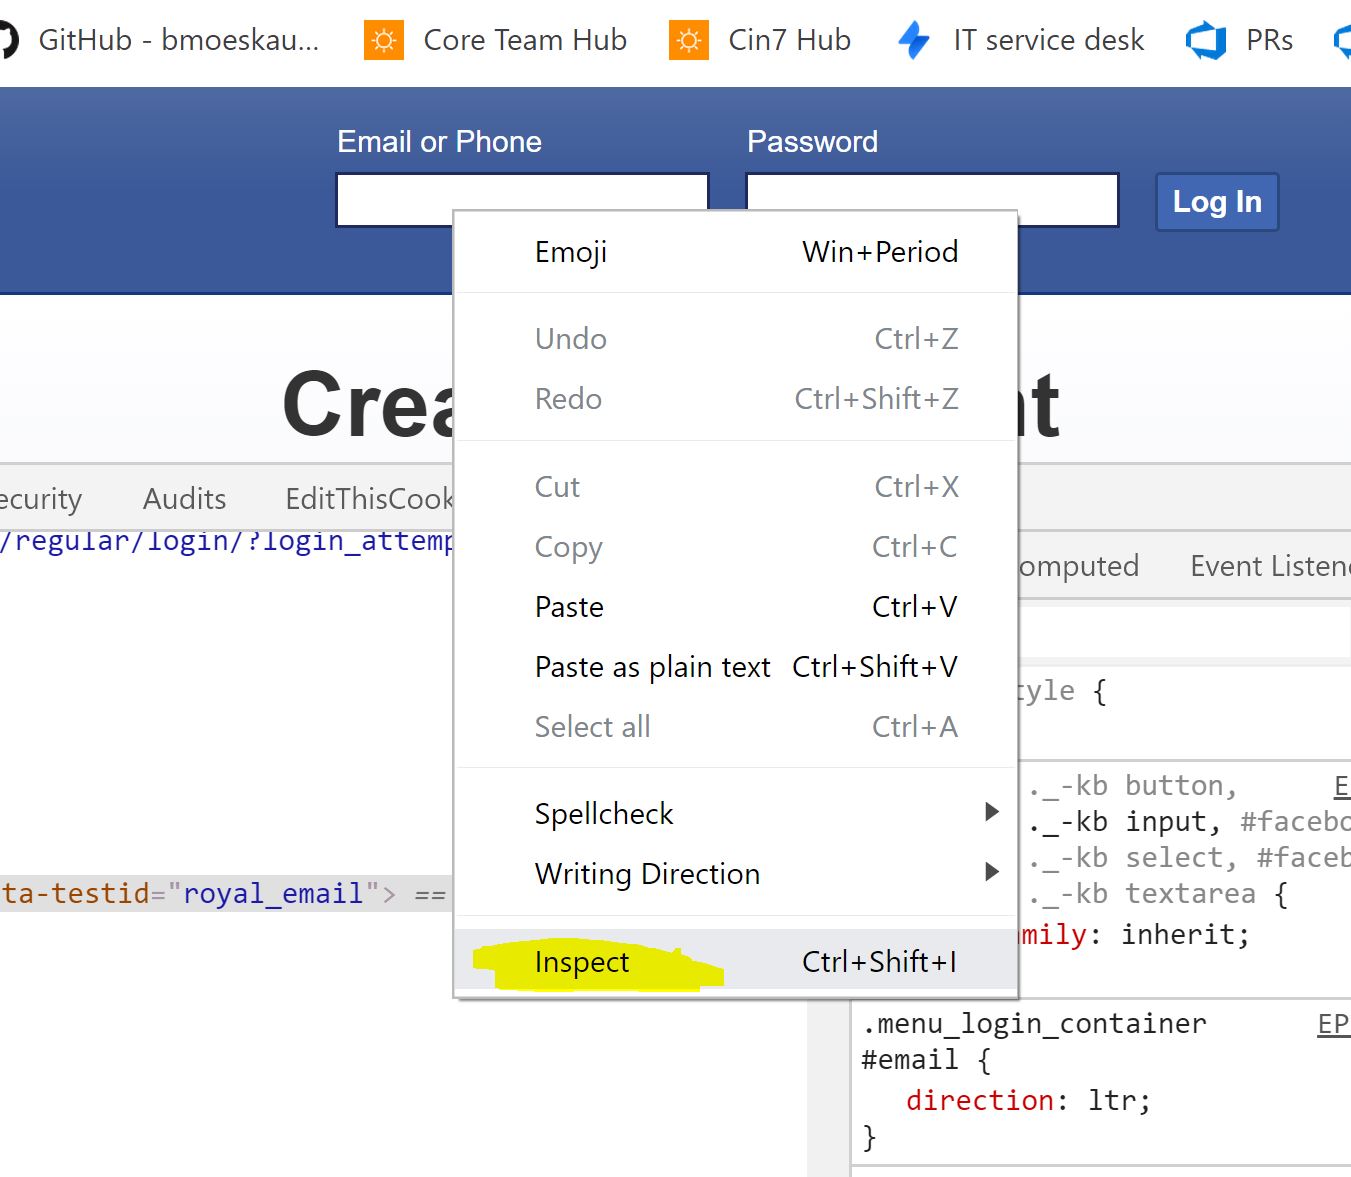 GitHub - bmoeskau... Core Team Hub Cin7 Hub IT service desk PRs
Email or Phone Password
Log In
Emoji Win+Period
Undo Ctrl+Z
Redo Ctrl+Shift+Z
Cut Ctrl+X
Copy Ctrl+C
Paste Ctrl+V
Paste as plain text Ctrl+Shift+V
Select all Ctrl+A
Spellcheck
Writing Direction
Inspect Ctrl+Shift+I
Crea nt
ecurity Audits EditThisCook
/regular/login/?login_attemp
ta-testid="royal_email"> ==
omputed Event Listene
tyle {
._-kb button, E
._-kb input, #facebo
._-kb select, #faceb
._-kb textarea {
mily: inherit;
.menu_login_container EP
#email {
direction: ltr;
}